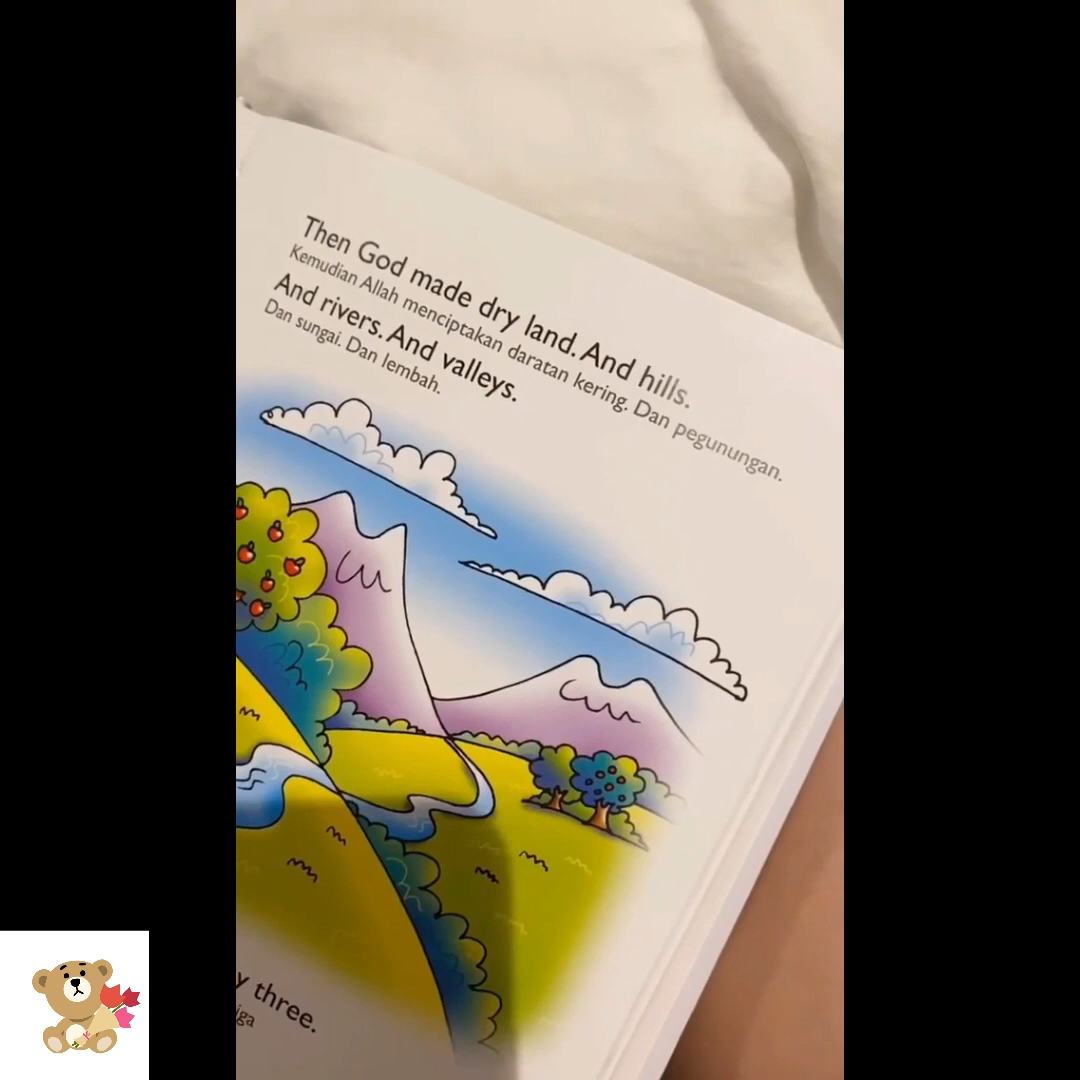 Then God made dry land. And hills.
Kemudian Allah menciptakan daratan kering. Dan pegunungan.
And rivers. And valleys.
Dan sungai. Dan lembah.
three.